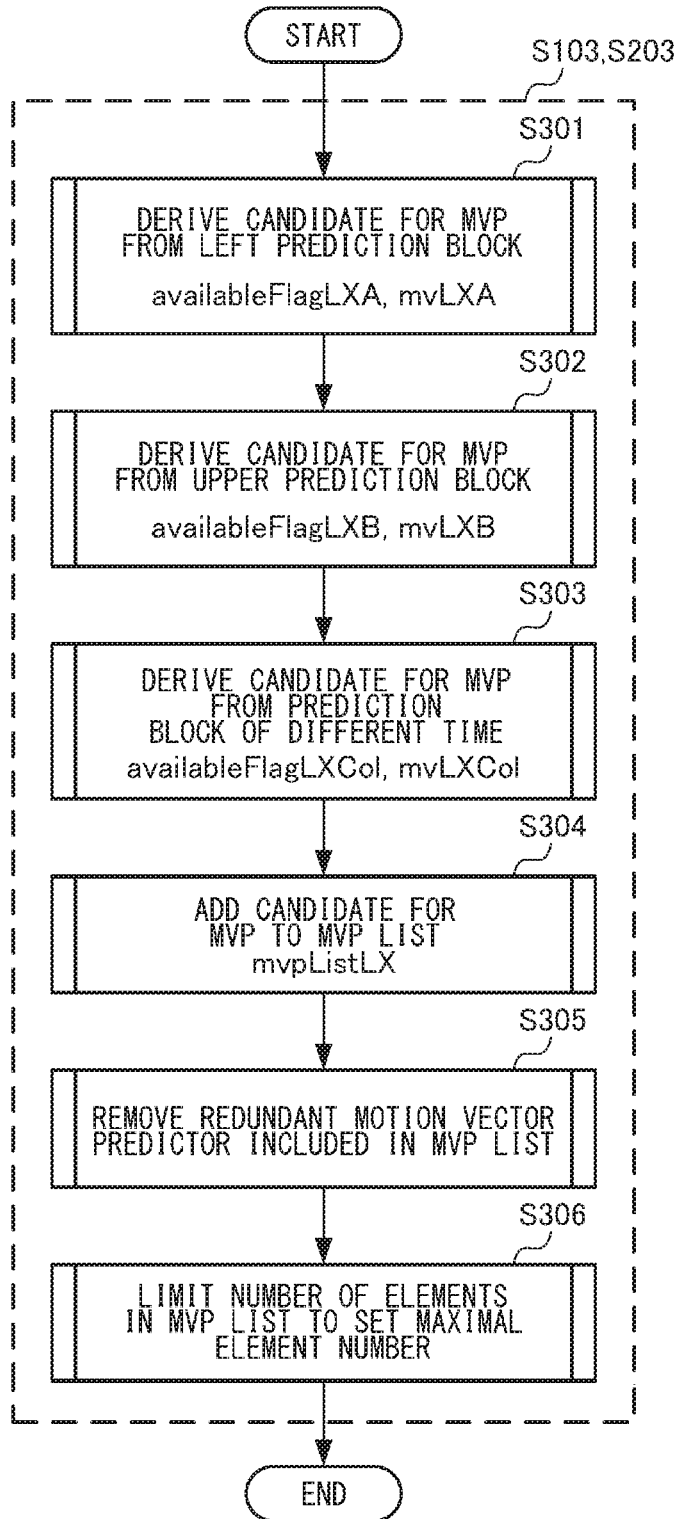 START
S103,S203
S301
DERIVE CANDIDATE FOR MVP
FROM LEFT PREDICTION BLOCK
availableFlagLXA, mvLXA
S302
DERIVE CANDIDATE FOR MVP
FROM UPPER PREDICTION BLOCK
availableFlagLXB, mvLXB
S303
DERIVE CANDIDATE FOR MVP
FROM PREDICTION
BLOCK OF DIFFERENT TIME
availableFlagLXCol, mvLXCol
S304
ADD CANDIDATE FOR
MVP TO MVP LIST
mvpListLX
S305
REMOVE REDUNDANT MOTION VECTOR
PREDICTOR INCLUDED IN MVP LIST
S306
LIMIT NUMBER OF ELEMENTS
IN MVP LIST TO SET MAXIMAL
ELEMENT NUMBER
END